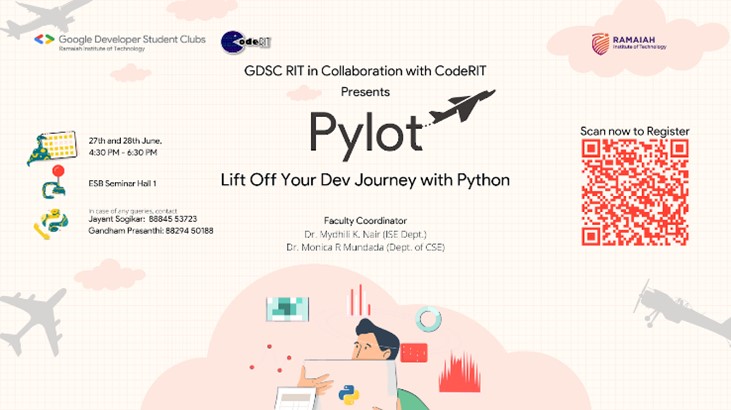 Google Developer Student Clubs
Ramaiah Institute of Technology
CodeRIT
RAMAIAH
Institute of Technology
GDSC RIT in Collaboration with CodeRIT
Presents
Pylot
Lift Off Your Dev Journey with Python
27th and 28th June,
4:30 PM - 6:30 PM
ESB Seminar Hall 1
In case of any queries, contact
Jayant Sogikar: 88845 53723
Gandham Prasanthi: 88294 50188
Faculty Coordinator
Dr. Mydhili K. Nair (ISE Dept.)
Dr. Monica R Mundada (Dept. of CSE)
Scan now to Register